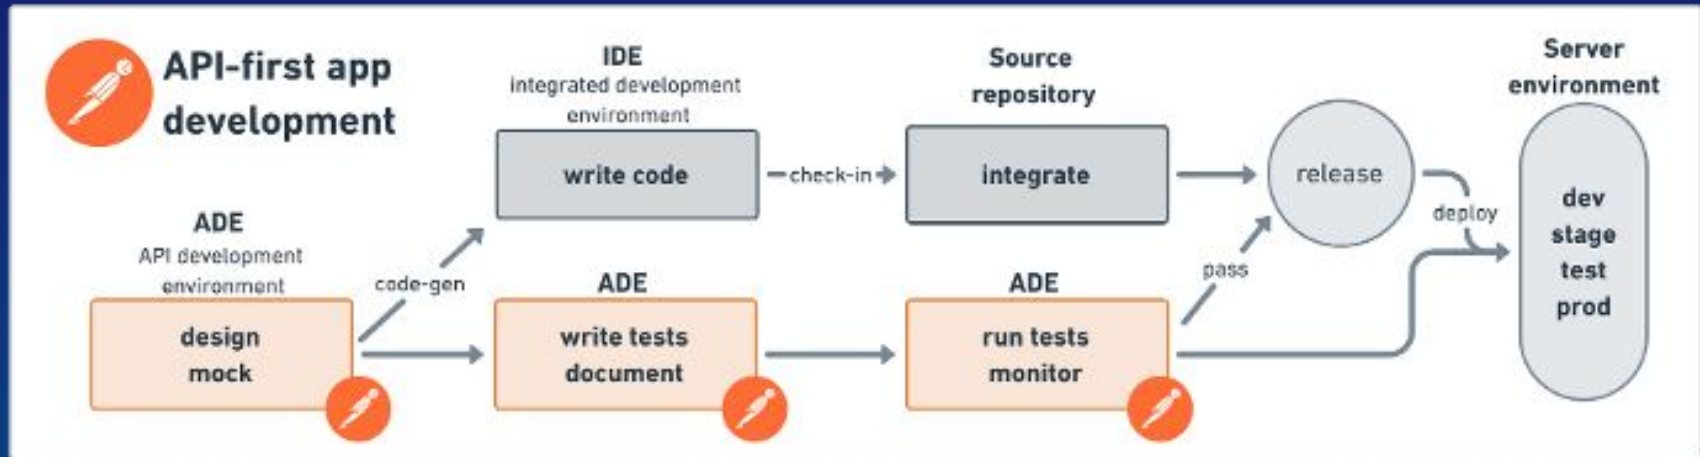 API-first app
development
IDE
integrated development
environment
write code
check-in
Source
repository
integrate
release
deploy
Server
environment
dev
stage
test
prod
ADE
API development
environment
design
mock
code-gen
ADE
write tests
document
ADE
run tests
monitor
pass